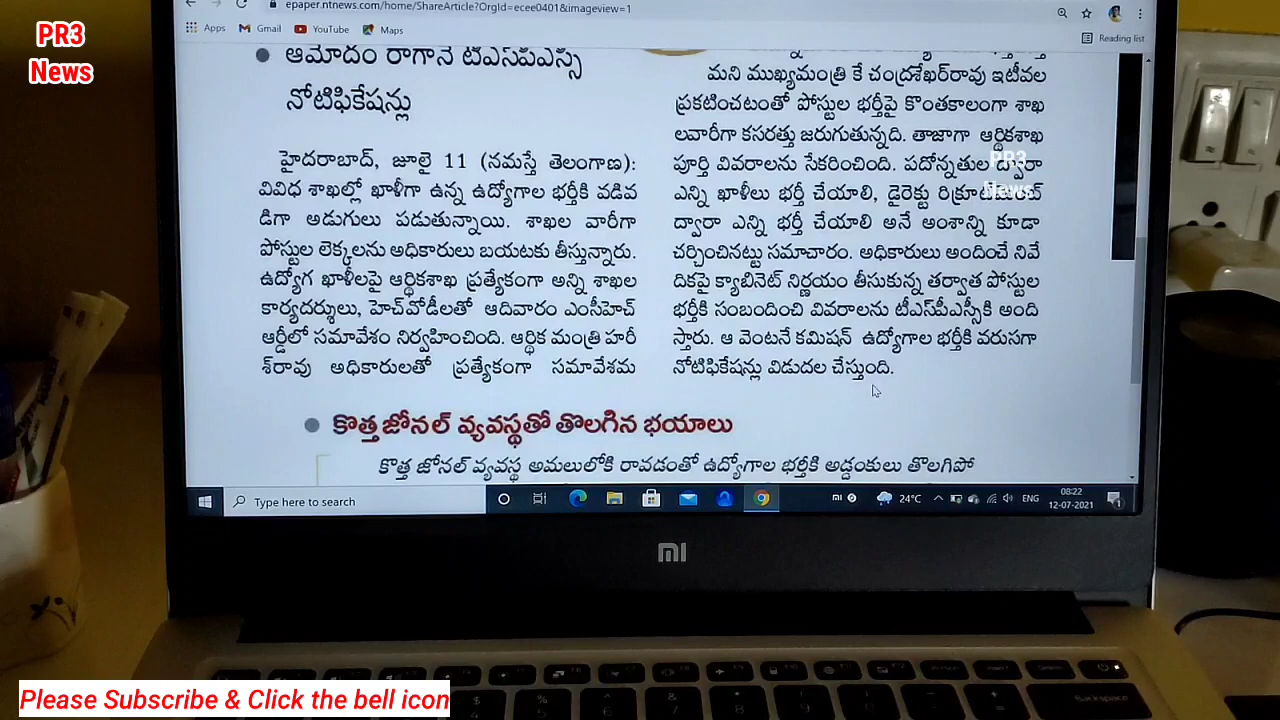 PR3
News
epaper.ntnews.com/home/ShareArticle?OrgId=ecee0401&imageview=1
Apps Gmail YouTube Maps
Reading list
ఆమోదం రాగానే టీఎస్‌పీఎస్సీ
నోటిఫికేషన్లు
హైదరాబాద్, జూలై 11 (నమస్తే తెలంగాణ):
వివిధ శాఖల్లో ఖాళీగా ఉన్న ఉద్యోగాల భర్తీకి వడివ
డిగా అడుగులు పడుతున్నాయి. శాఖల వారీగా
పోస్టుల లెక్కలను అధికారులు బయటకు తీస్తున్నారు.
ఉద్యోగ ఖాళీలపై ఆర్థికశాఖ ప్రత్యేకంగా అన్ని శాఖల
కార్యదర్శులు, హెచ్‌వోడీలతో ఆదివారం ఎంసీహెచ్
ఆర్డీలో సమావేశం నిర్వహించింది. ఆర్థిక మంత్రి హరీ
శ్‌రావు అధికారులతో ప్రత్యేకంగా సమావేశమ
మని ముఖ్యమంత్రి కే చంద్రశేఖర్‌రావు ఇటీవల
ప్రకటించటంతో పోస్టుల భర్తీపై కొంతకాలంగా శాఖ
లవారీగా కసరత్తు జరుగుతున్నది. తాజాగా ఆర్థికశాఖ
పూర్తి వివరాలను సేకరించింది. పదోన్నతుల ద్వారా
ఎన్ని ఖాళీలు భర్తీ చేయాలి, డైరెక్టు రిక్రూట్‌మెంట్
ద్వారా ఎన్ని భర్తీ చేయాలి అనే అంశాన్ని కూడా
చర్చించినట్టు సమాచారం. అధికారులు అందించే నివే
దికపై క్యాబినెట్ నిర్ణయం తీసుకున్న తర్వాత పోస్టుల
భర్తీకి సంబంధించి వివరాలను టీఎస్‌పీఎస్సీకి అంది
స్తారు. ఆ వెంటనే కమిషన్ ఉద్యోగాల భర్తీకి వరుసగా
నోటిఫికేషన్లు విడుదల చేస్తుంది.
PR3
News
కొత్త జోనల్ వ్యవస్థతో తొలగిన భయాలు
కొత్త జోనల్ వ్యవస్థ అమలులోకి రావడంతో ఉద్యోగాల భర్తీకి అడ్డంకులు తొలగిపో
Type here to search
24°C ENG 08:22
12-07-2021
mi
Backspace
Please Subscribe & Click the bell icon